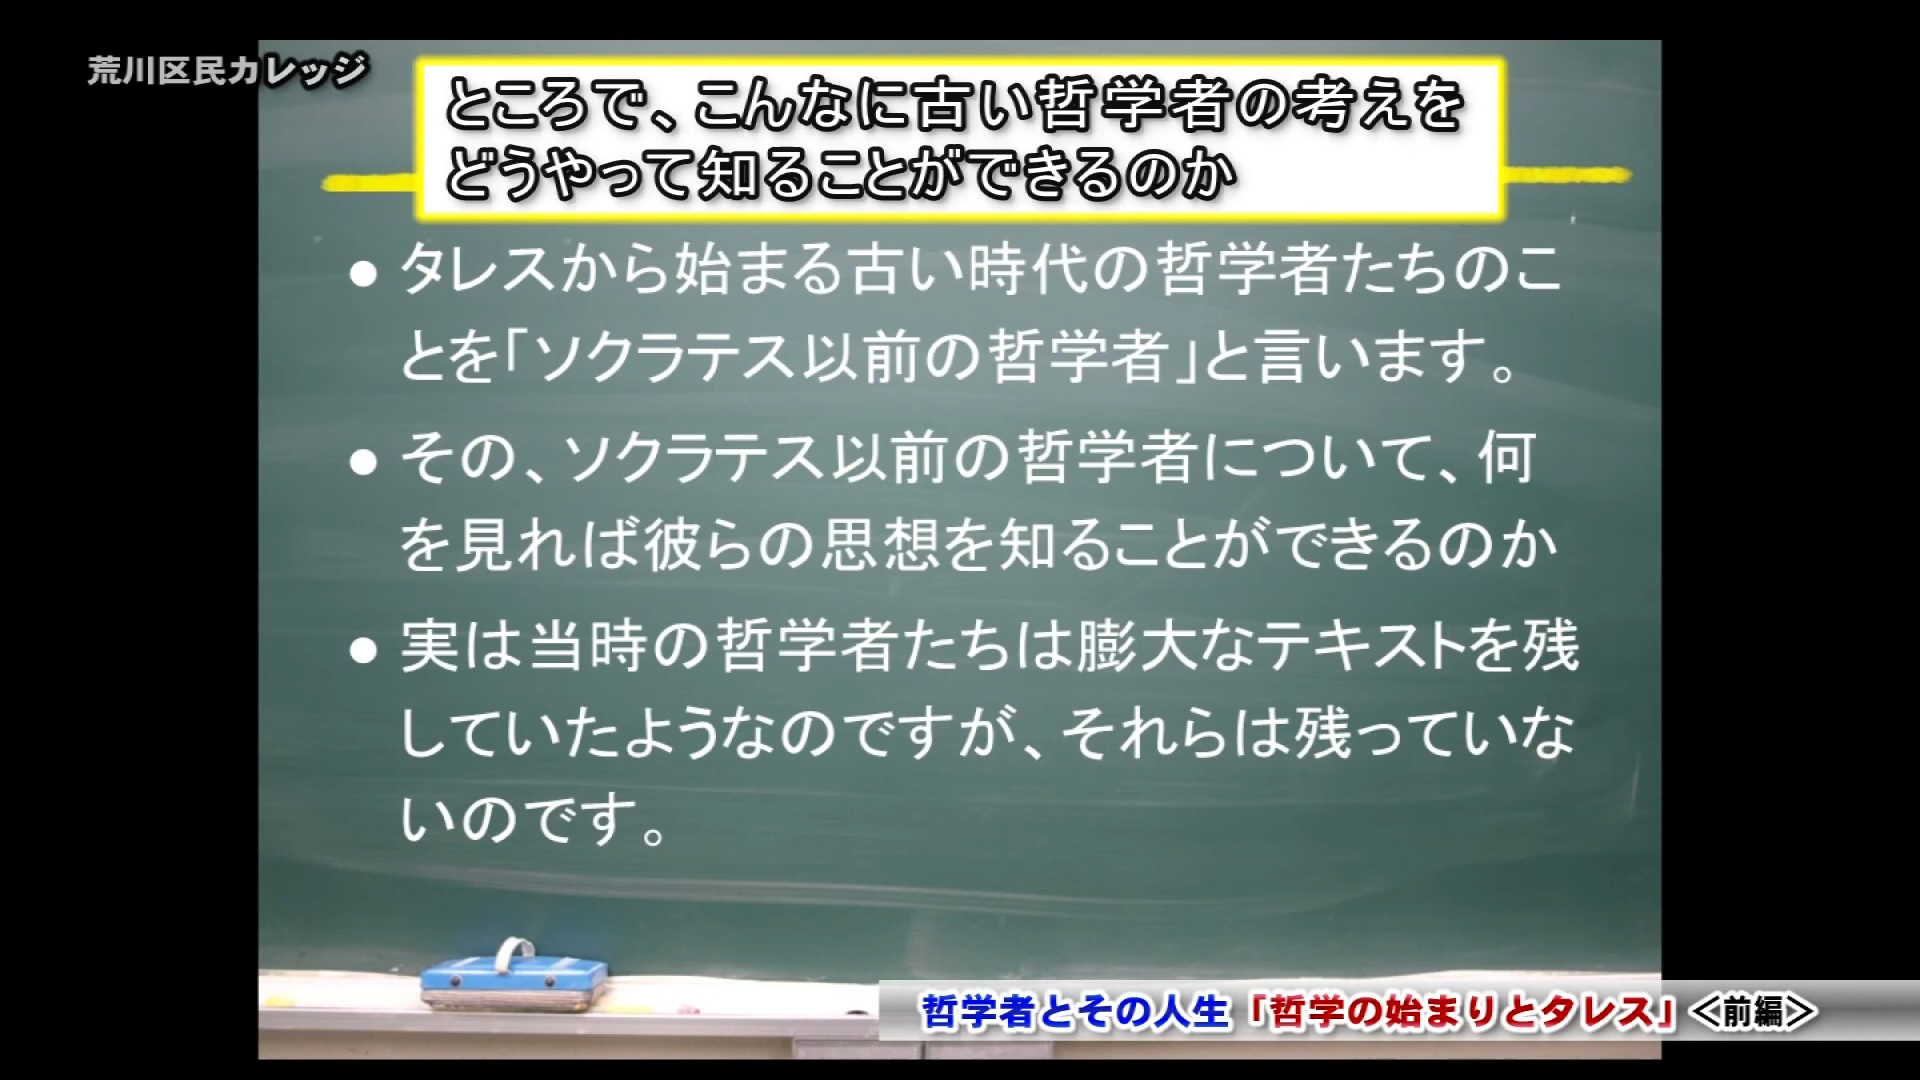 荒川区民カレッジ
ところで、こんなに古い哲学者の考えを
どうやって知ることができるのか
●タレスから始まる古い時代の哲学者たちのこ
とを「ソクラテス以前の哲学者」と言います。
●その、ソクラテス以前の哲学者について、何
を見れば彼らの思想を知ることができるのか
●実は当時の哲学者たちは膨大なテキストを残
していたようなのですが、それらは残っていな
いのです。
哲学者とその人生「哲学の始まりとタレス」＜前編＞